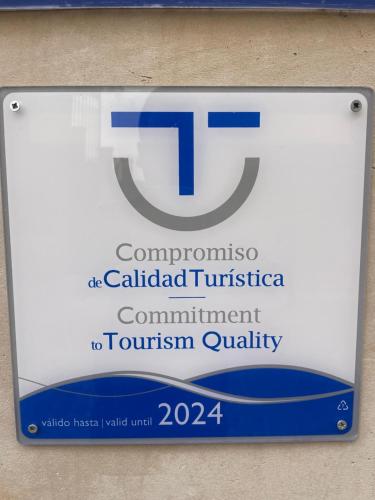 Compromiso
de Calidad Turística
Commitment
to Tourism Quality
válido hasta | valid until 2024